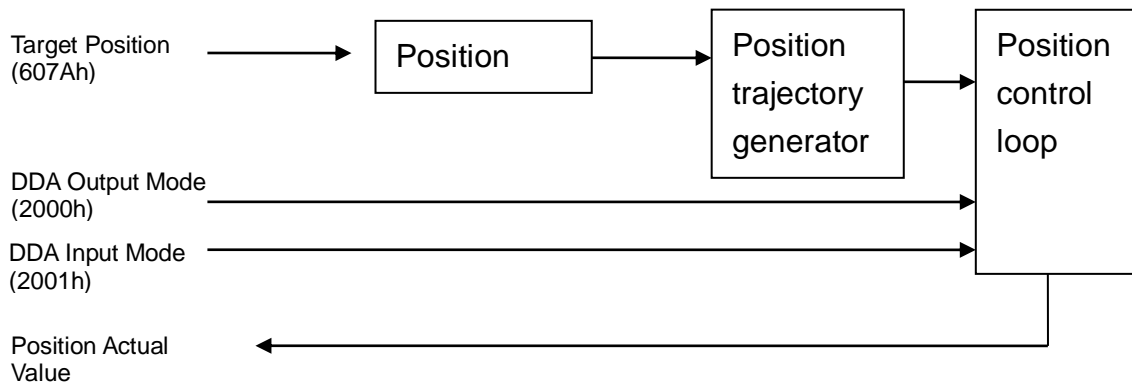 Target Position
(607Ah)
Position
Position
trajectory
generator
Position
control
loop
DDA Output Mode
(2000h)
DDA Input Mode
(2001h)
Position Actual
Value